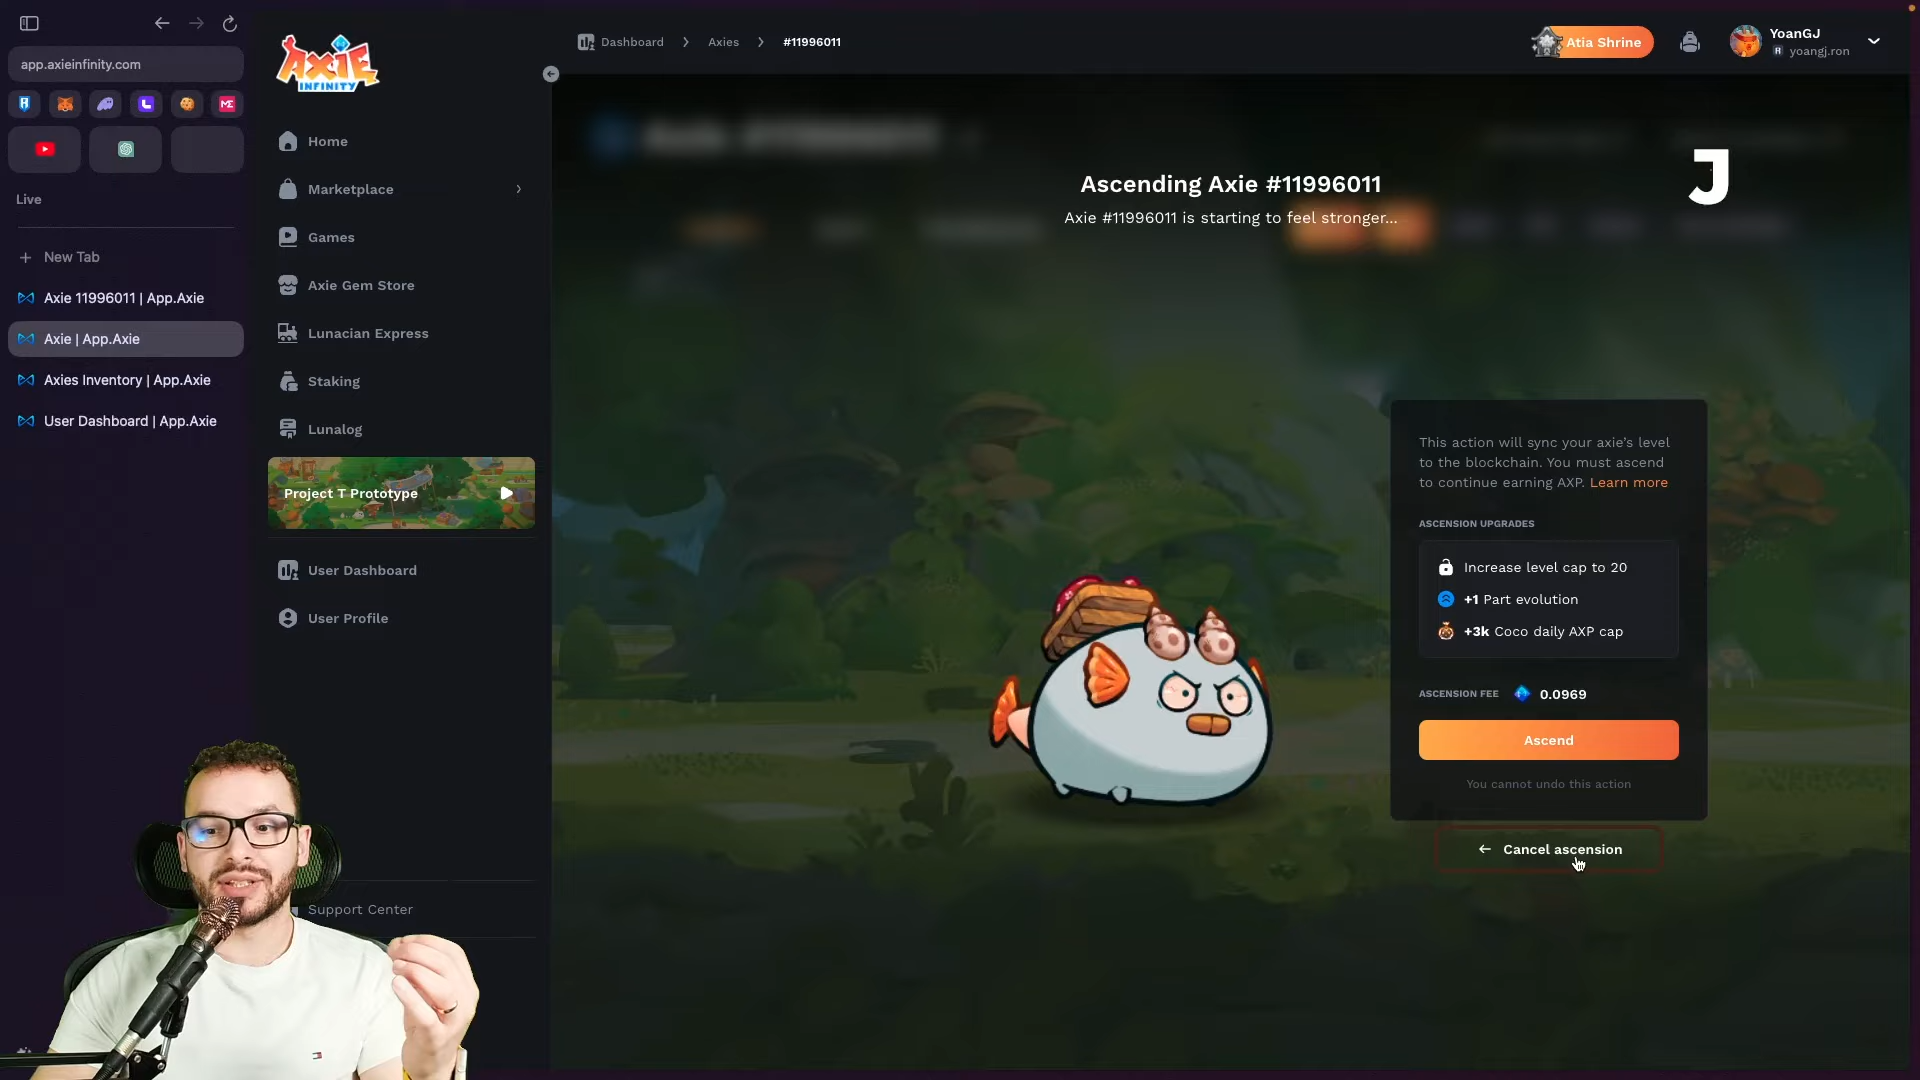 app.axieinfinity.com
Live
New Tab
Axie 11996011 | App.Axie
Axie | App.Axie
Axies Inventory | App.Axie
User Dashboard | App.Axie
AXIE
INFINITY
Home
Marketplace
Games
Axie Gem Store
Lunacian Express
Staking
Lunalog
Project T Prototype
User Dashboard
User Profile
Support Center
Dashboard
Axies
#11996011
Atia Shrine
YoanGJ
yoangj.ron
J
Axie #11996011
Ascending Axie #11996011
Axie #11996011 is starting to feel stronger...
This action will sync your axie's level
to the blockchain. You must ascend
to continue earning AXP. Learn more
ASCENSION UPGRADES
Increase level cap to 20
+1 Part evolution
+3k Coco daily AXP cap
ASCENSION FEE 0.0969
Ascend
You cannot undo this action
Cancel ascension